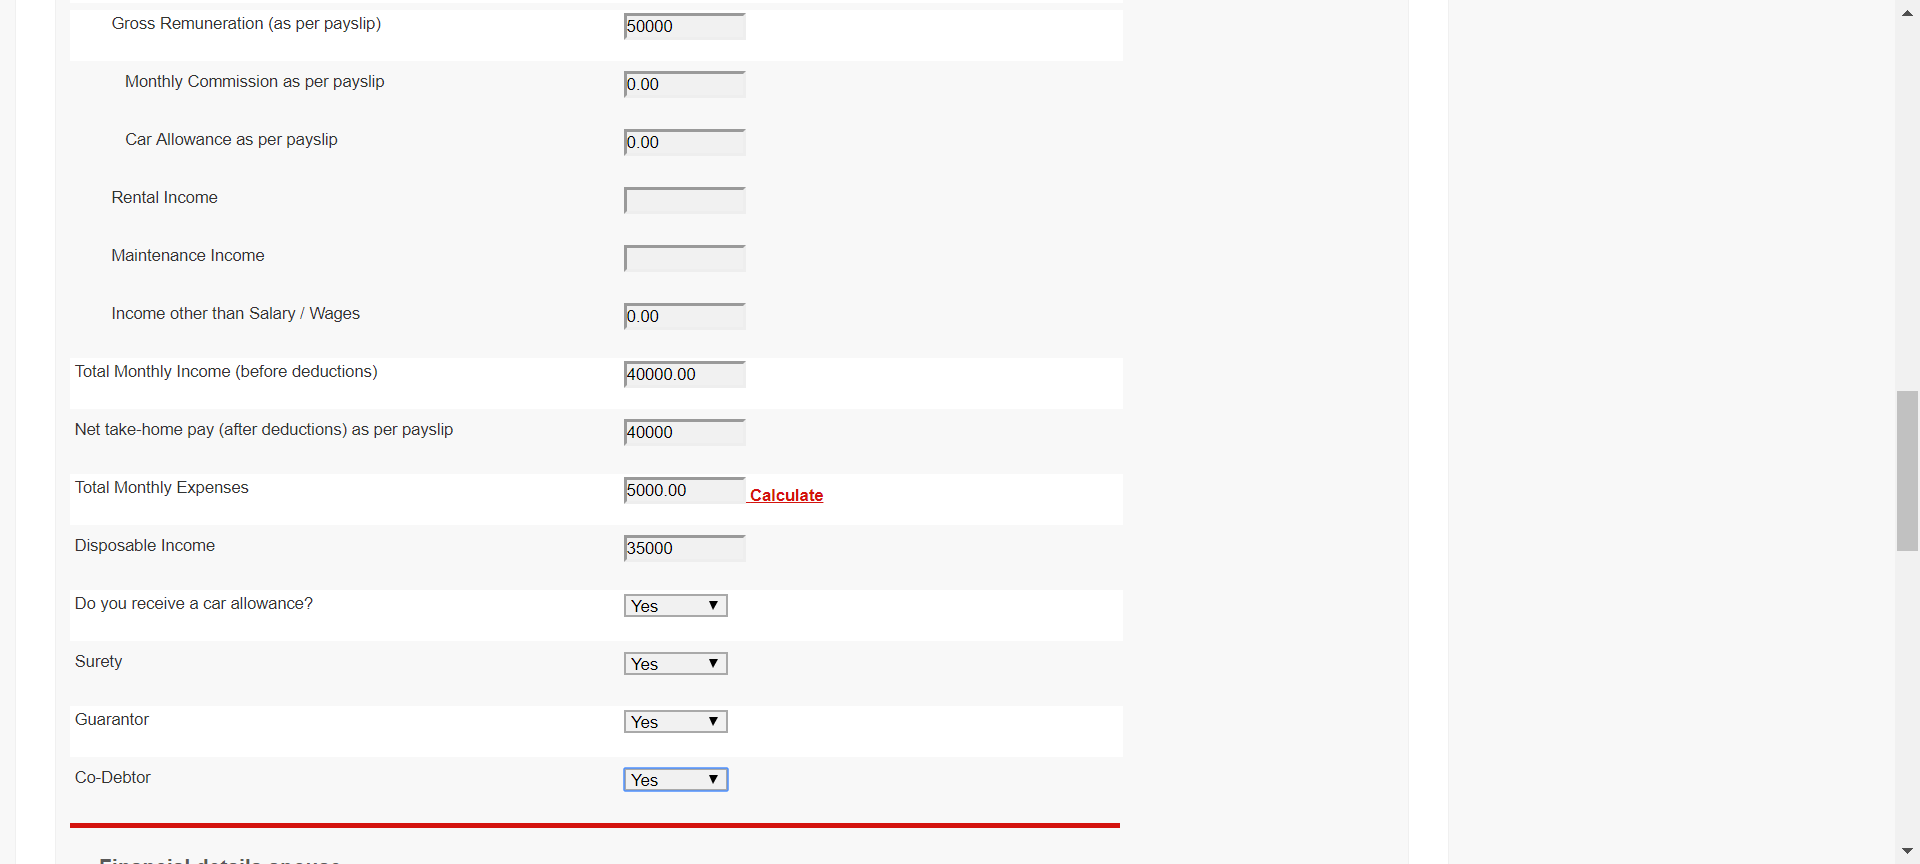 Gross Remuneration (as per payslip) 50000
Monthly Commission as per payslip 0.00
Car Allowance as per payslip 0.00
Rental Income
Maintenance Income
Income other than Salary / Wages 0.00
Total Monthly Income (before deductions) 40000.00
Net take-home pay (after deductions) as per payslip 40000
Total Monthly Expenses 5000.00 Calculate
Disposable Income 35000
Do you receive a car allowance? Yes
Surety Yes
Guarantor Yes
Co-Debtor Yes
Financial details spouse